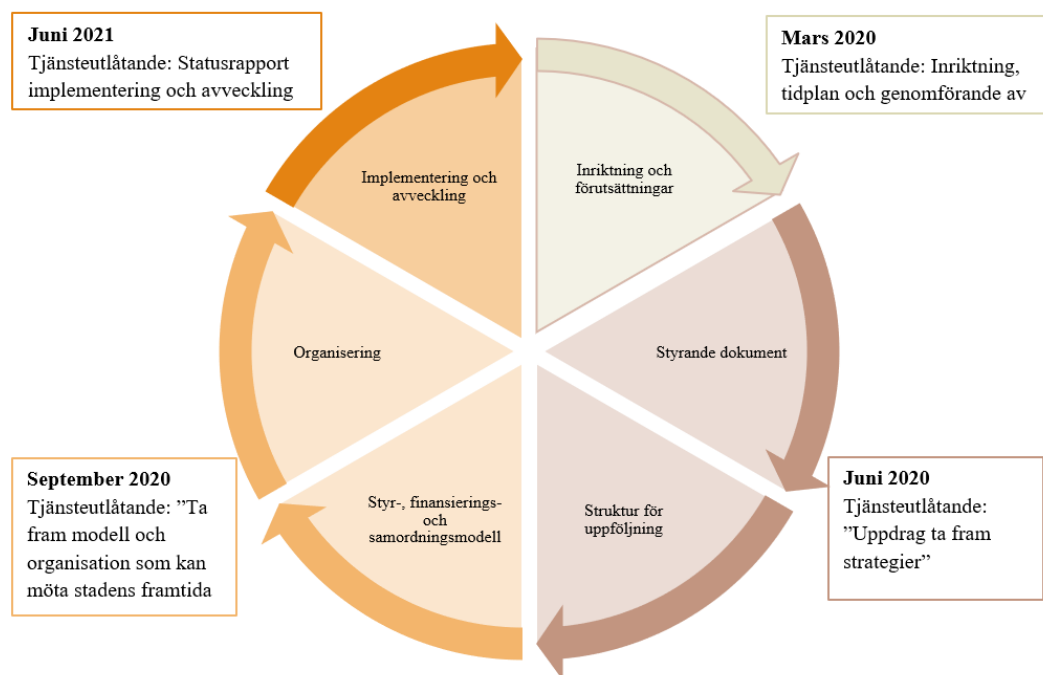 Juni 2021
Tjänsteutlåtande: Statusrapport
implementering och avveckling
Mars 2020
Tjänsteutlåtande: Inriktning,
tidplan och genomförande av
Implementering och
avveckling
Inriktning och
förutsättningar
Organisering
Styrande dokument
Styr-, finansierings-
och
samordningsmodell
Struktur för
uppföljning
September 2020
Tjänsteutlåtande: ”Ta
fram modell och
organisation som kan
möta stadens framtida
Juni 2020
Tjänsteutlåtande:
”Uppdrag ta fram
strategier”